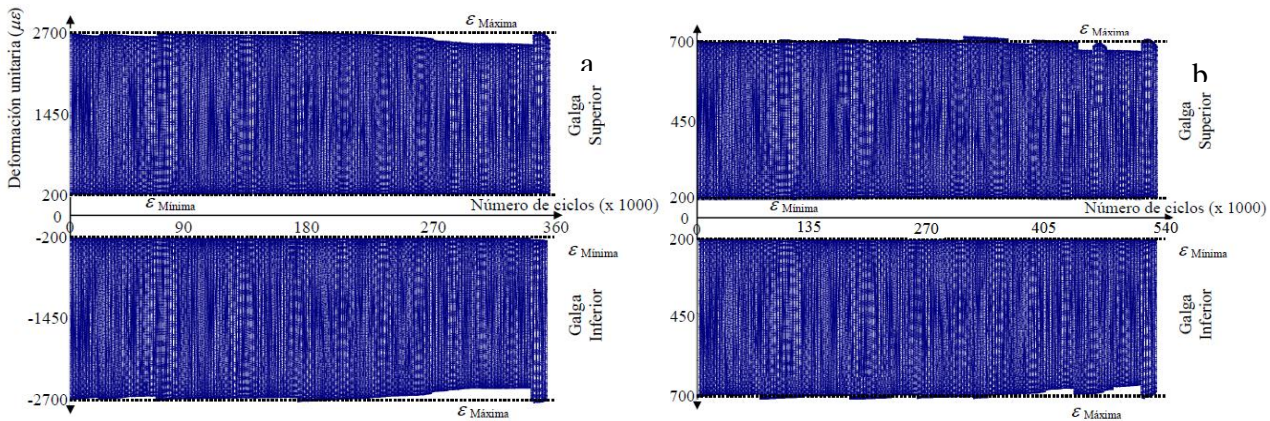 Deformación unitaria (με)
ε Máxima
2700
1450
200
0
-200
-1450
-2700
a
Galga
Superior
ε Mínima
Número de ciclos (x 1000)
0 90 180 270 360
ε Mínima
Galga
Inferior
ε Máxima
ε Máxima
700
450
200
0
200
450
700
b
Galga
Superior
ε Mínima
Número de ciclos (x 1000)
0 135 270 405 540
ε Mínima
Galga
Inferior
ε Máxima